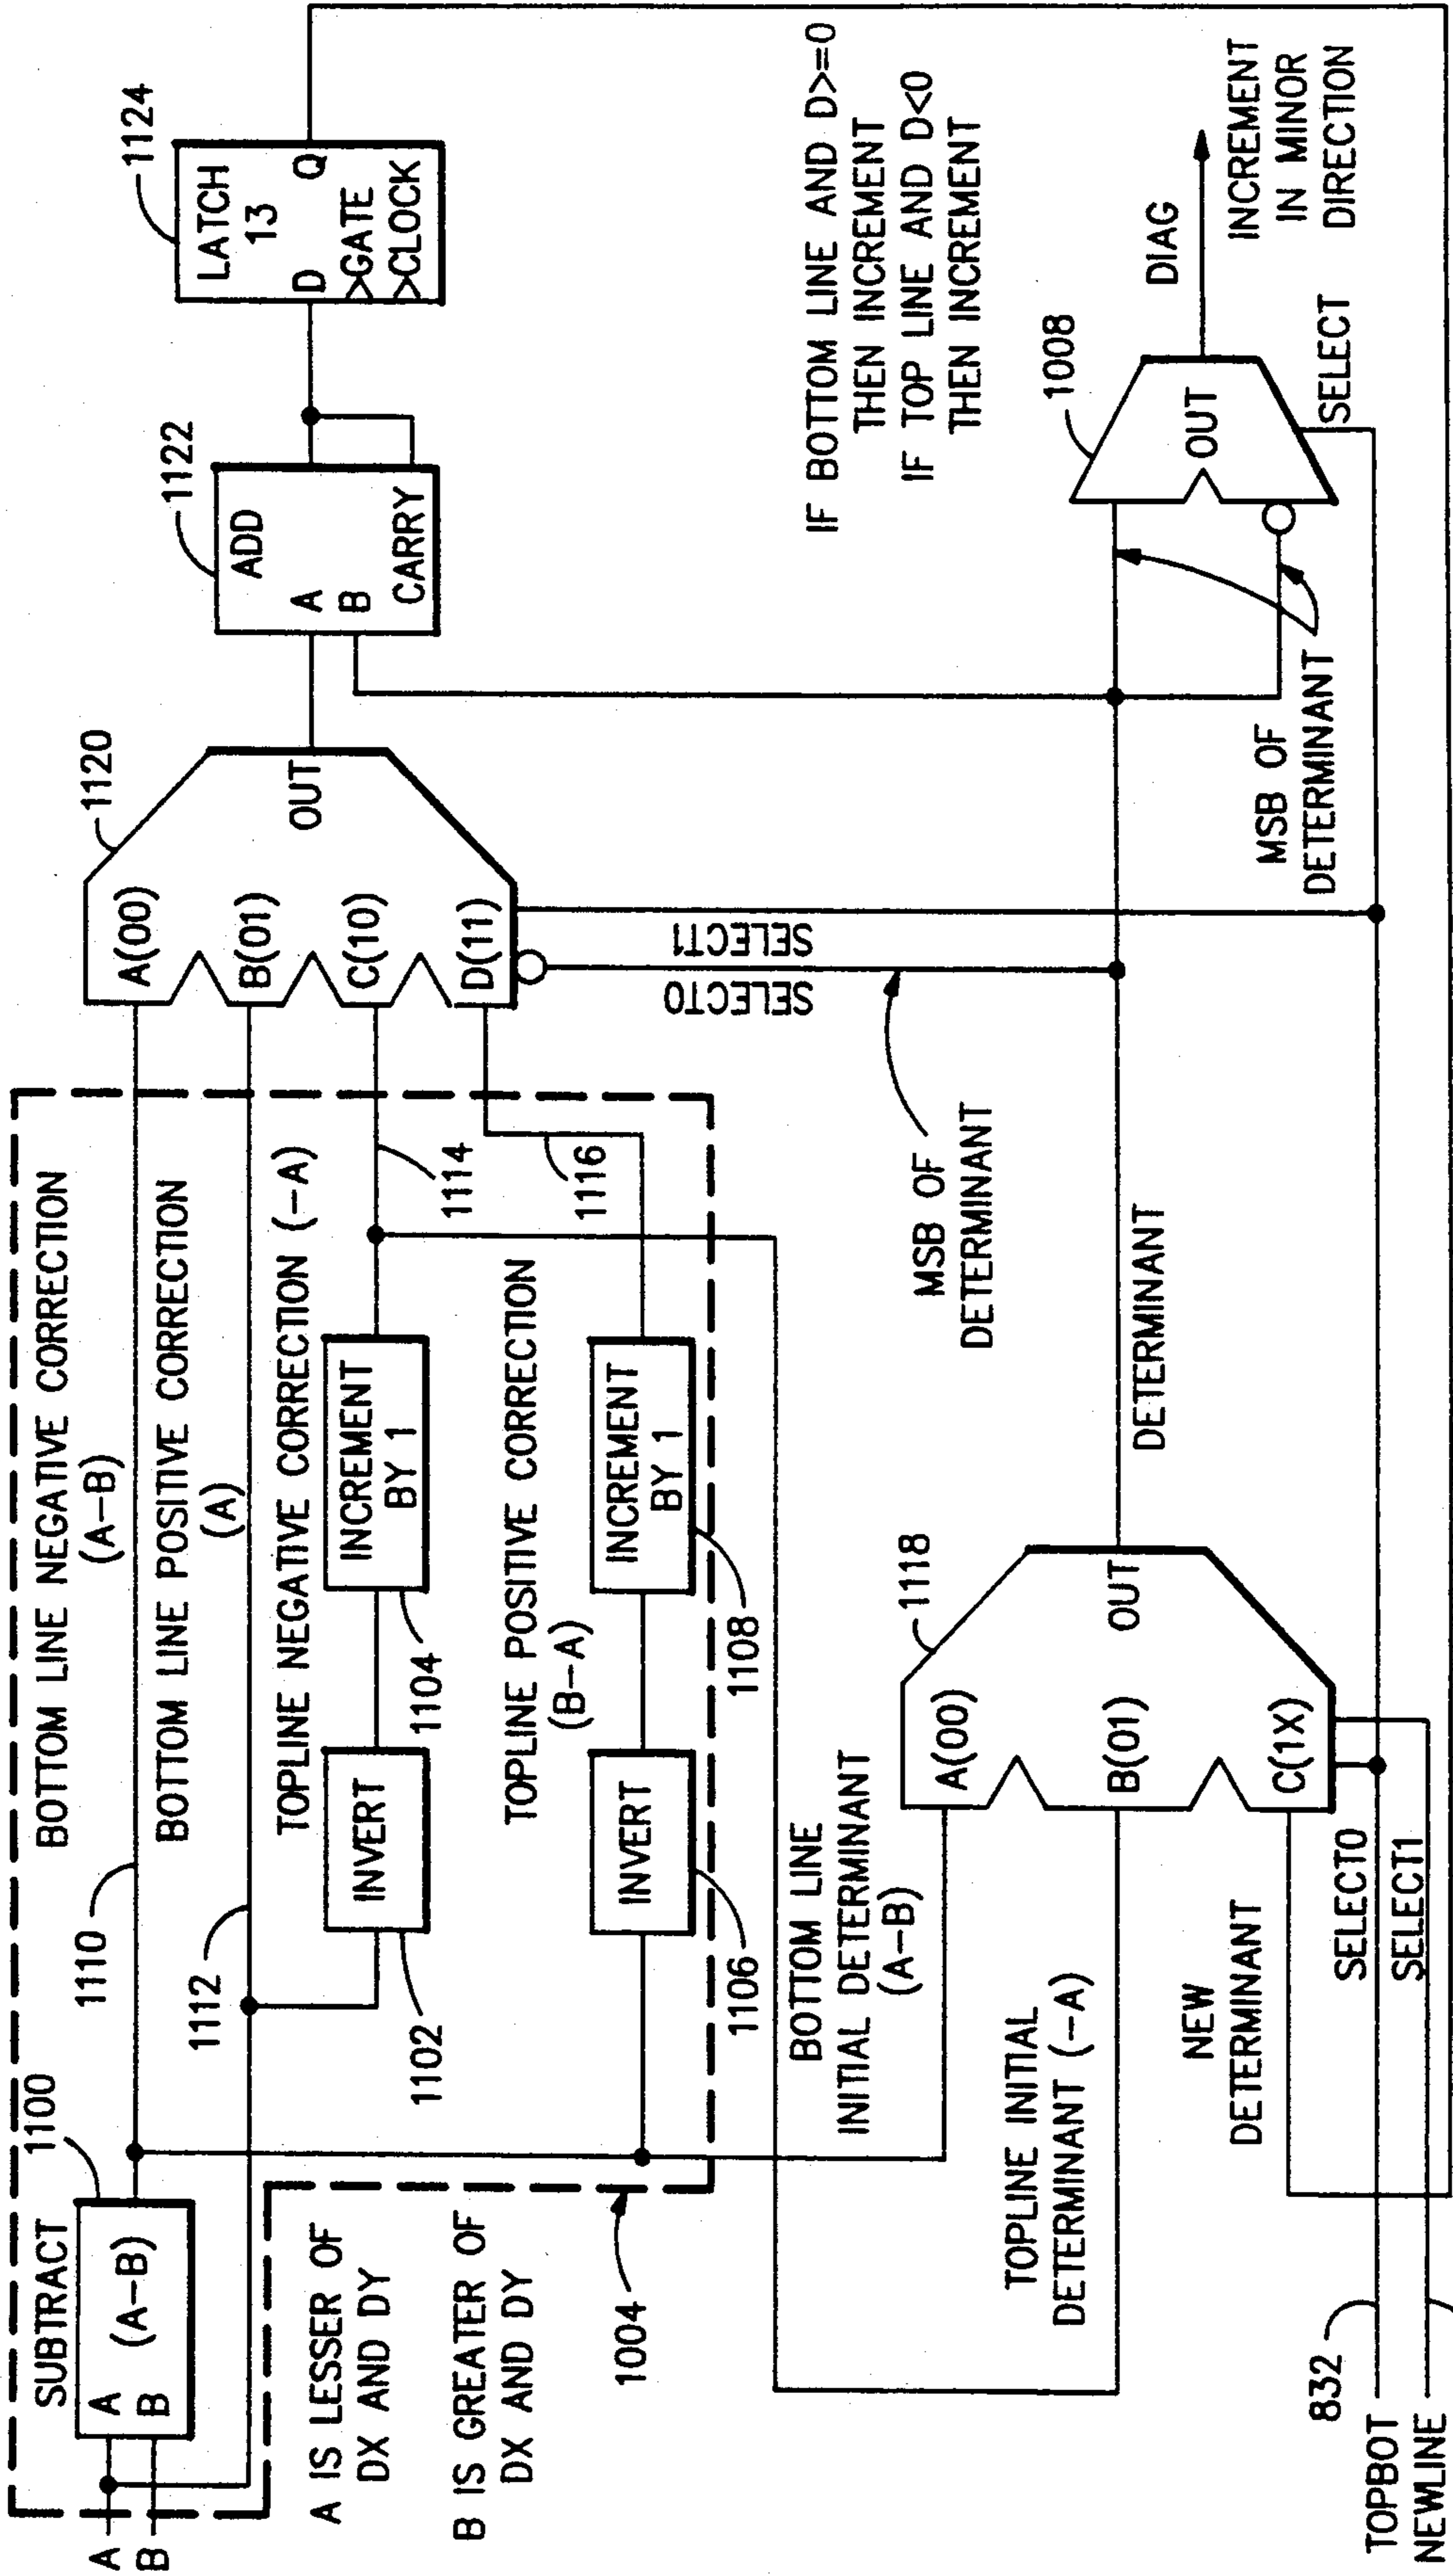 A
B
SUBTRACT
1100
A
B
(A-B)
1110
1112
BOTTOM LINE NEGATIVE CORRECTION
(A-B)
BOTTOM LINE POSITIVE CORRECTION
(A)
TOPLINE NEGATIVE CORRECTION (-A)
INVERT
1102
INCREMENT
BY 1
1104
1114
TOPLINE POSITIVE CORRECTION
(B-A)
INVERT
1106
INCREMENT
BY 1
1108
1116
A IS LESSER OF
DX AND DY
B IS GREATER OF
DX AND DY
1004
A(00)
B(01)
C(10)
D(11)
OUT
1120
SELECT0
SELECT1
ADD
A
B
CARRY
1122
LATCH
13
D
Q
>GATE
>CLOCK
1124
BOTTOM LINE
INITIAL DETERMINANT
(A-B)
TOPLINE INITIAL
DETERMINANT (-A)
NEW
DETERMINANT
A(00)
B(01)
C(1X)
OUT
1118
SELECT0
SELECT1
DETERMINANT
MSB OF
DETERMINANT
MSB OF
DETERMINANT
IF BOTTOM LINE AND D>=0
THEN INCREMENT
IF TOP LINE AND D<0
THEN INCREMENT
1008
OUT
SELECT
DIAG
INCREMENT
IN MINOR
DIRECTION
832
TOPBOT
NEWLINE